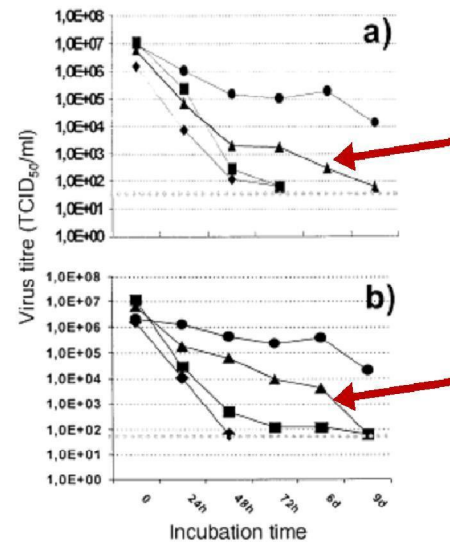 a)
1,0E+08
1,0E+07
1,0E+06
1,0E+05
1,0E+04
1,0E+03
1,0E+02
1,0E+01
1,0E+00
Virus titre (TCID50/ml)
b)
1,0E+08
1,0E+07
1,0E+06
1,0E+05
1,0E+04
1,0E+03
1,0E+02
1,0E+01
1,0E+00
0 24h 48h 72h 6d 9d
Incubation time